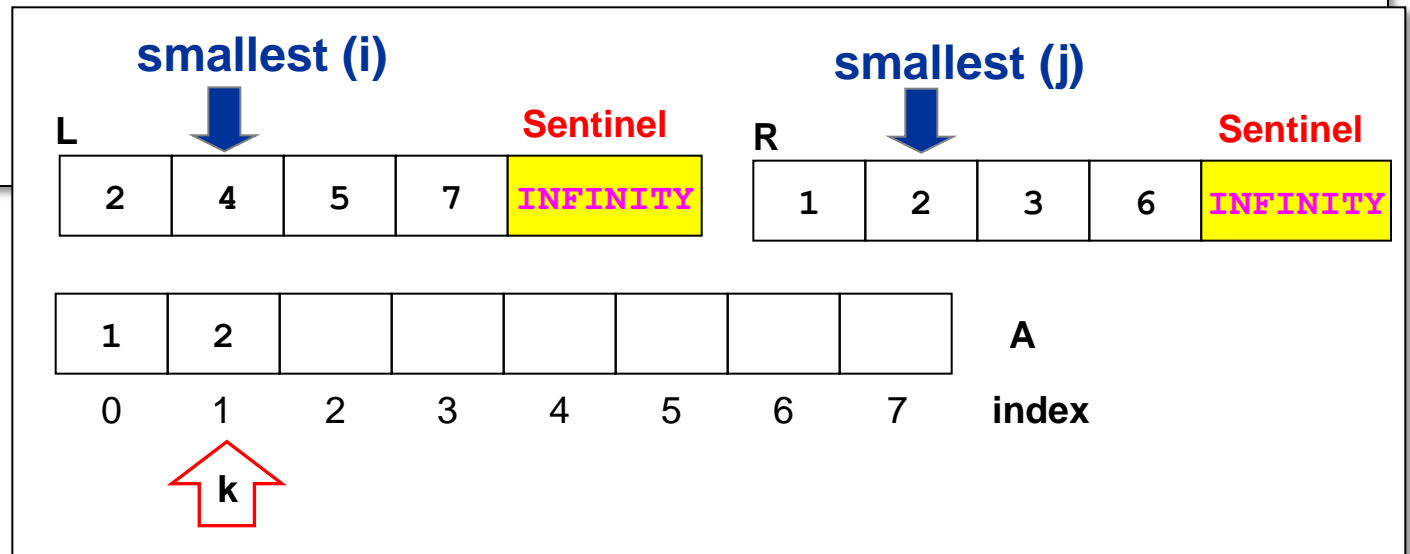 smallest (i) smallest (j)
L Sentinel R Sentinel
2 4 5 7 INFINITY 1 2 3 6 INFINITY
1 2 A
0 1 2 3 4 5 6 7 index
k